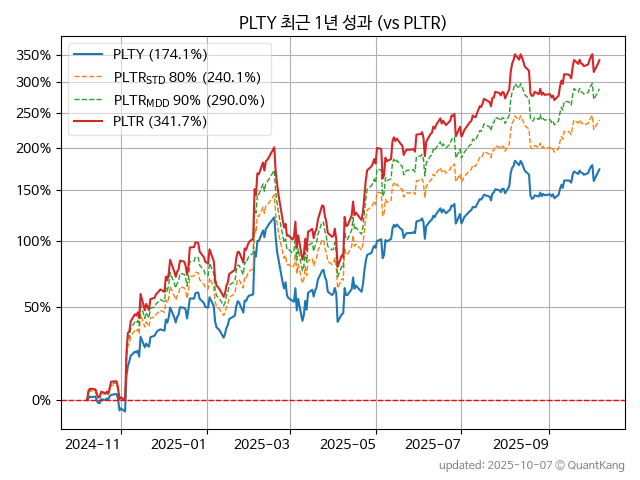 PLTY 최근 1년 성과 (vs PLTR)
PLTY (174.1%)
PLTR_STD 80% (240.1%)
PLTR_MDD 90% (290.0%)
PLTR (341.7%)
350%
300%
250%
200%
150%
100%
50%
0%
2024-11 2025-01 2025-03 2025-05 2025-07 2025-09
updated: 2025-10-07 © QuantKang